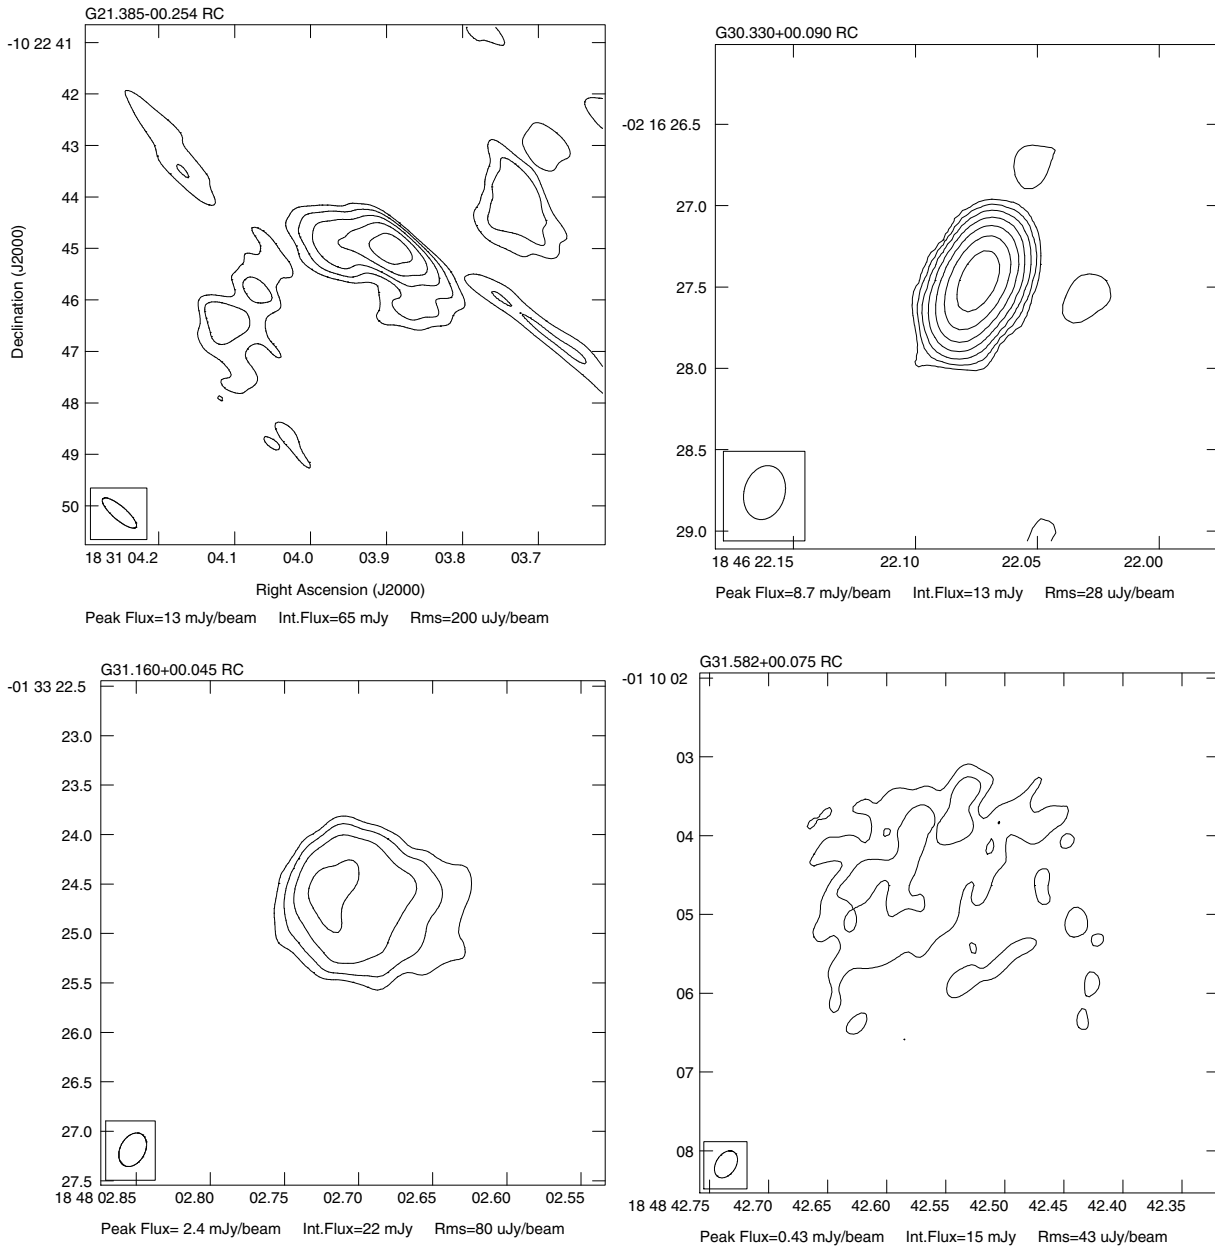 G21.385-00.254 RC
-10 22 41
42
43
44
45
46
47
48
49
50
Declination (J2000)
18 31 04.2 04.1 04.0 03.9 03.8 03.7
Right Ascension (J2000)
Peak Flux=13 mJy/beam Int.Flux=65 mJy Rms=200 uJy/beam
G30.330+00.090 RC
-02 16 26.5
27.0
27.5
28.0
28.5
29.0
18 46 22.15 22.10 22.05 22.00
Peak Flux=8.7 mJy/beam Int.Flux=13 mJy Rms=28 uJy/beam
G31.160+00.045 RC
-01 33 22.5
23.0
23.5
24.0
24.5
25.0
25.5
26.0
26.5
27.0
27.5
18 48 02.85 02.80 02.75 02.70 02.65 02.60 02.55
Peak Flux= 2.4 mJy/beam Int.Flux=22 mJy Rms=80 uJy/beam
G31.582+00.075 RC
-01 10 02
03
04
05
06
07
08
18 48 42.75 42.70 42.65 42.60 42.55 42.50 42.45 42.40 42.35
Peak Flux=0.43 mJy/beam Int.Flux=15 mJy Rms=43 uJy/beam